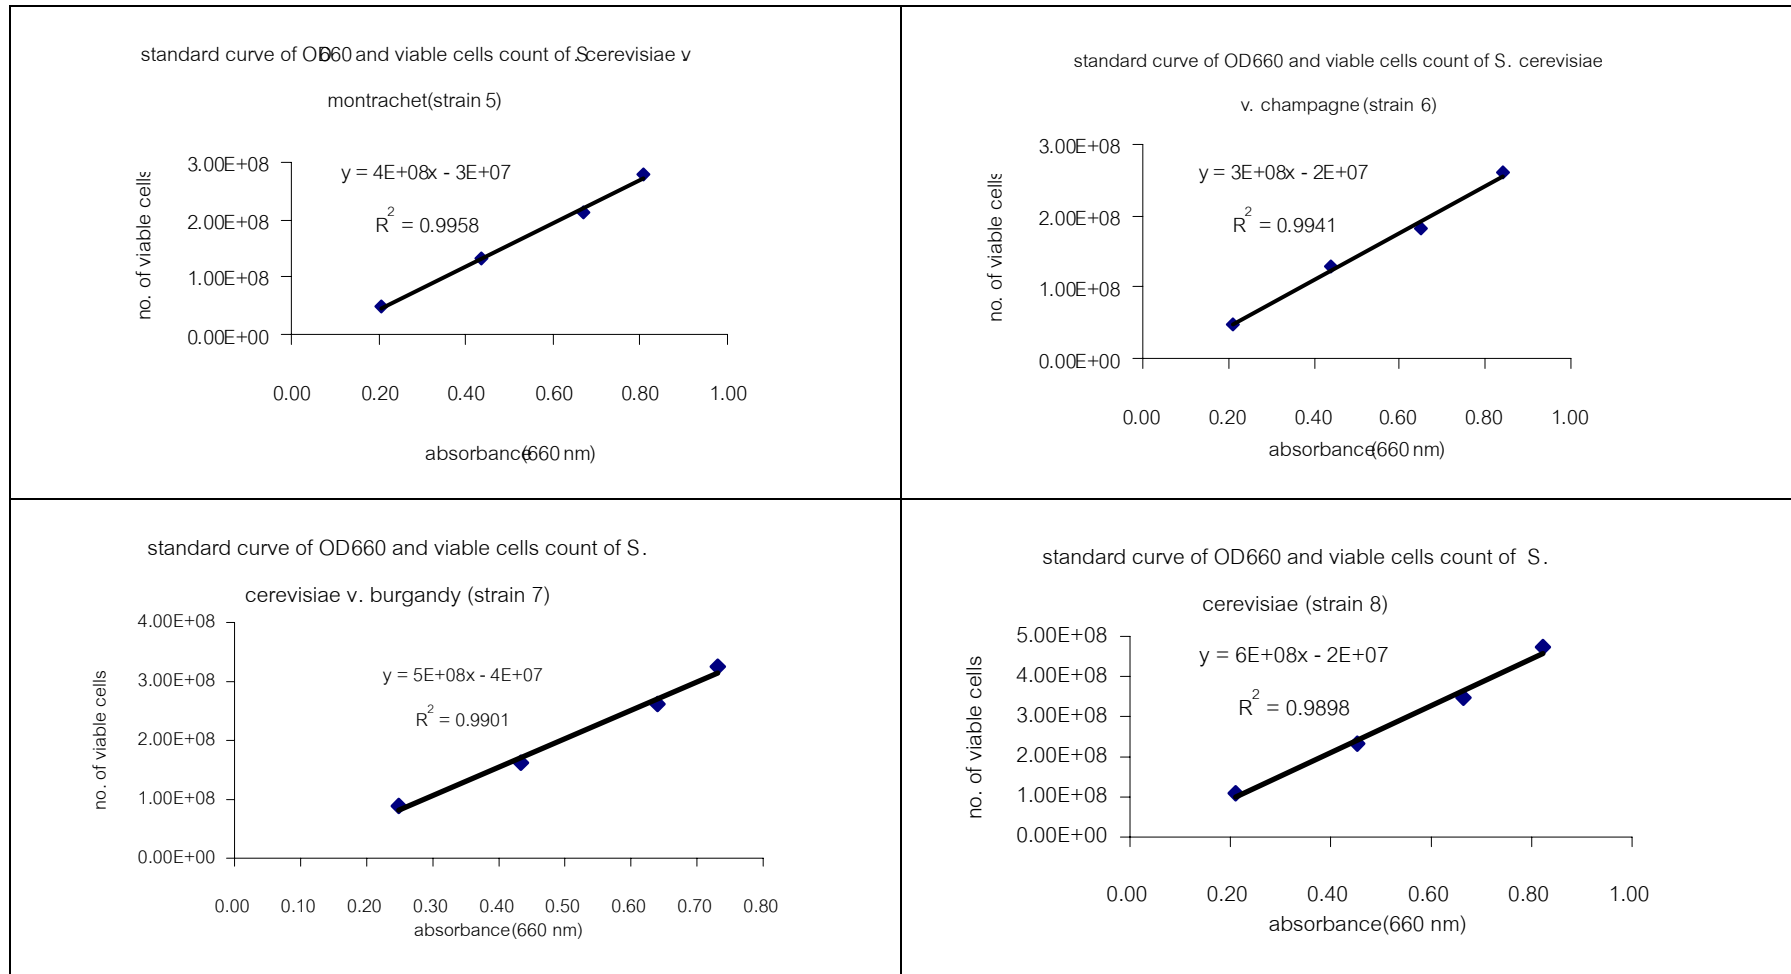 standard curve of OD660 and viable cells count of S.cerevisiae v.
montrachet(strain 5)
y = 4E+08x - 3E+07
R2 = 0.9958
no. of viable cells
3.00E+08
2.00E+08
1.00E+08
0.00E+00
0.00 0.20 0.40 0.60 0.80 1.00
absorbance(660 nm)
standard curve of OD660 and viable cells count of S. cerevisiae
v. champagne (strain 6)
y = 3E+08x - 2E+07
R2 = 0.9941
no. of viable cells
3.00E+08
2.00E+08
1.00E+08
0.00E+00
0.00 0.20 0.40 0.60 0.80 1.00
absorbance(660 nm)
standard curve of OD660 and viable cells count of S.
cerevisiae v. burgandy (strain 7)
y = 5E+08x - 4E+07
R2 = 0.9901
no. of viable cells
4.00E+08
3.00E+08
2.00E+08
1.00E+08
0.00E+00
0.00 0.10 0.20 0.30 0.40 0.50 0.60 0.70 0.80
absorbance(660 nm)
standard curve of OD660 and viable cells count of S.
cerevisiae (strain 8)
y = 6E+08x - 2E+07
R2 = 0.9898
no. of viable cells
5.00E+08
4.00E+08
3.00E+08
2.00E+08
1.00E+08
0.00E+00
0.00 0.20 0.40 0.60 0.80 1.00
absorbance(660 nm)